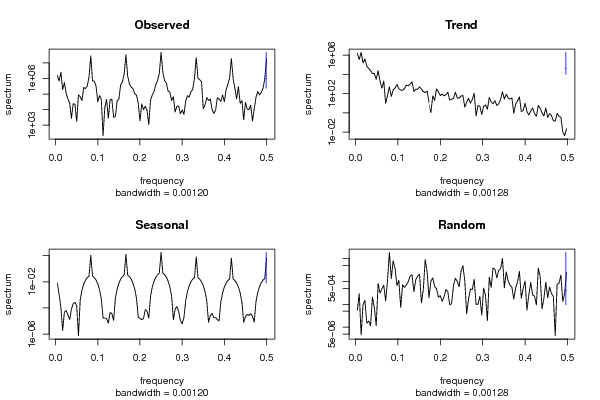 Observed
Trend
spectrum
1e+03
1e+06
spectrum
1e-02
1e+02
1e+06
0.0 0.1 0.2 0.3 0.4 0.5
0.0 0.1 0.2 0.3 0.4 0.5
frequency
bandwidth = 0.00120
frequency
bandwidth = 0.00128
Seasonal
Random
spectrum
1e-06
1e-02
spectrum
5e-06
5e-04
0.0 0.1 0.2 0.3 0.4 0.5
0.0 0.1 0.2 0.3 0.4 0.5
frequency
bandwidth = 0.00120
frequency
bandwidth = 0.00128